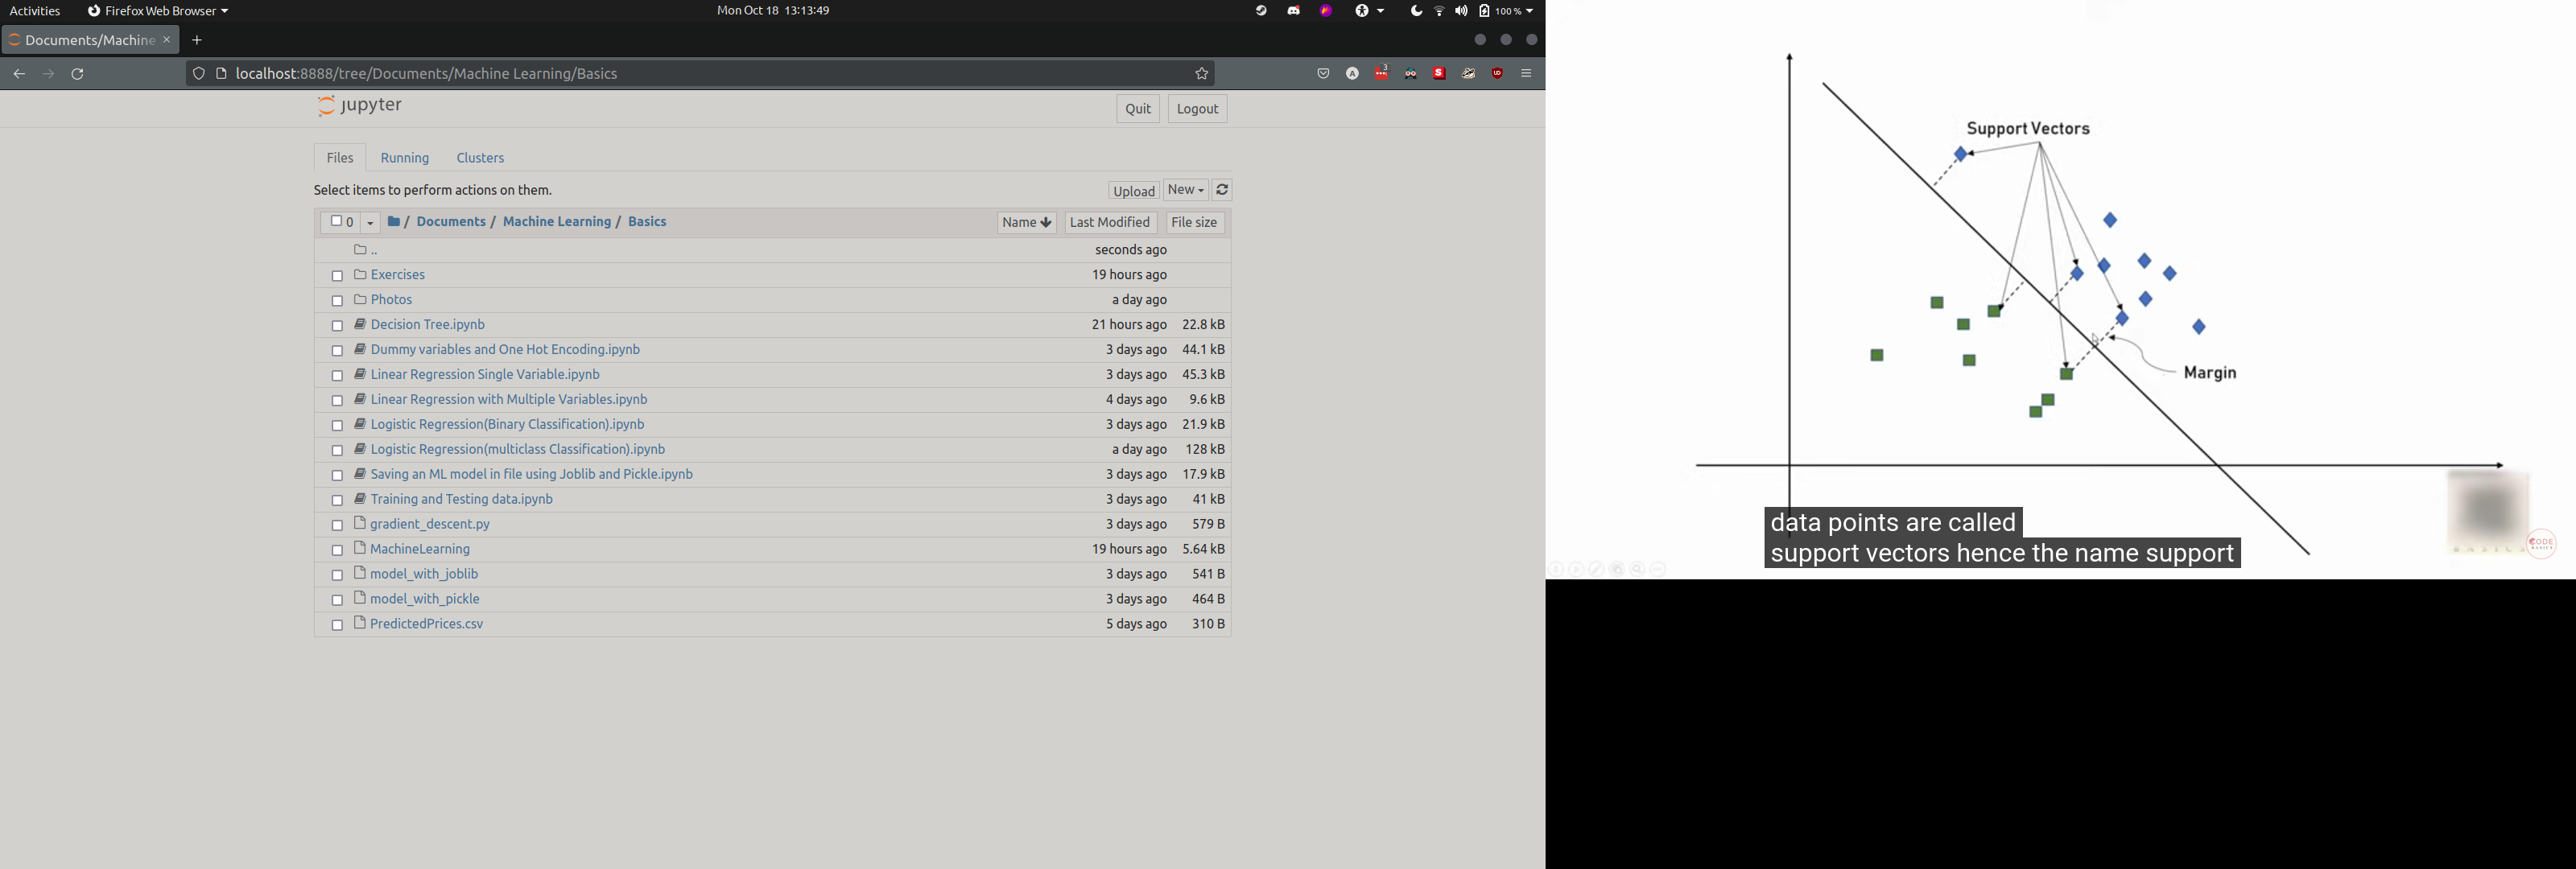 Activities Firefox Web Browser Mon Oct 18 13:13:49 100 %
Documents/Machine
localhost:8888/tree/Documents/Machine Learning/Basics
A 3 S
jupyter Quit Logout
Files Running Clusters
Select items to perform actions on them. Upload New
0 / Documents / Machine Learning / Basics Name Last Modified File size
.. seconds ago
Exercises 19 hours ago
Photos a day ago
Decision Tree.ipynb 21 hours ago 22.8 kB
Dummy variables and One Hot Encoding.ipynb 3 days ago 44.1 kB
Linear Regression Single Variable.ipynb 3 days ago 45.3 kB
Linear Regression with Multiple Variables.ipynb 4 days ago 9.6 kB
Logistic Regression(Binary Classification).ipynb 3 days ago 21.9 kB
Logistic Regression(multiclass Classification).ipynb a day ago 128 kB
Saving an ML model in file using Joblib and Pickle.ipynb 3 days ago 17.9 kB
Training and Testing data.ipynb 3 days ago 41 kB
gradient_descent.py 3 days ago 579 B
MachineLearning 19 hours ago 5.64 kB
model_with_joblib 3 days ago 541 B
model_with_pickle 3 days ago 464 B
PredictedPrices.csv 5 days ago 310 B
Support Vectors
Margin
data points are called
support vectors hence the name support
CODE
BASICS